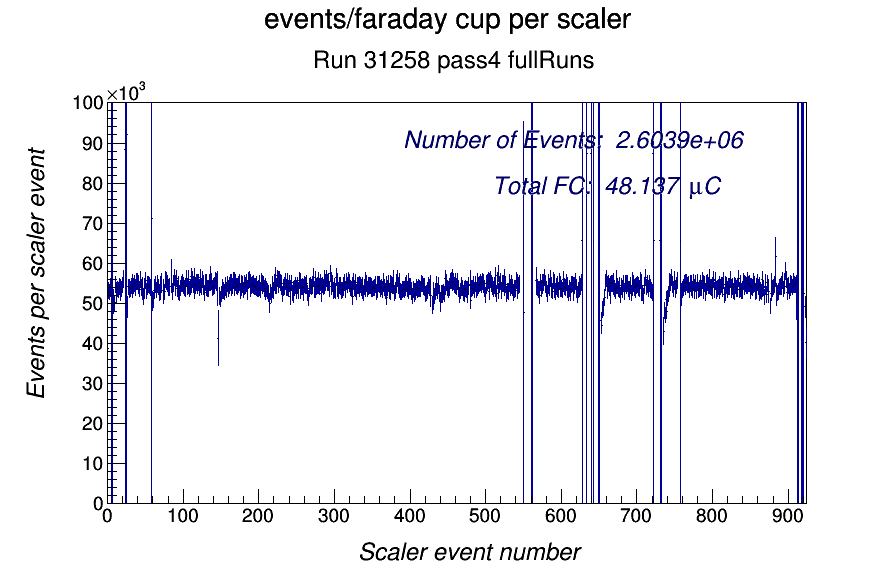 events/faraday cup per scaler
Run 31258 pass4 fullRuns
×10³
100
90
80
70
60
50
40
30
20
10
0
Events per scaler event
Number of Events: 2.6039e+06
Total FC: 48.137 μC
0 100 200 300 400 500 600 700 800 900
Scaler event number